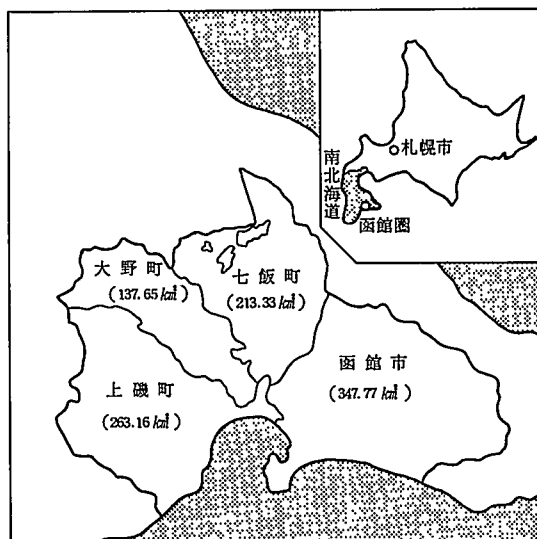 札幌市
南北海道
函館圏
大野町
(137.65㎢)
七飯町
(213.33㎢)
函館市
(347.77㎢)
上磯町
(263.16㎢)